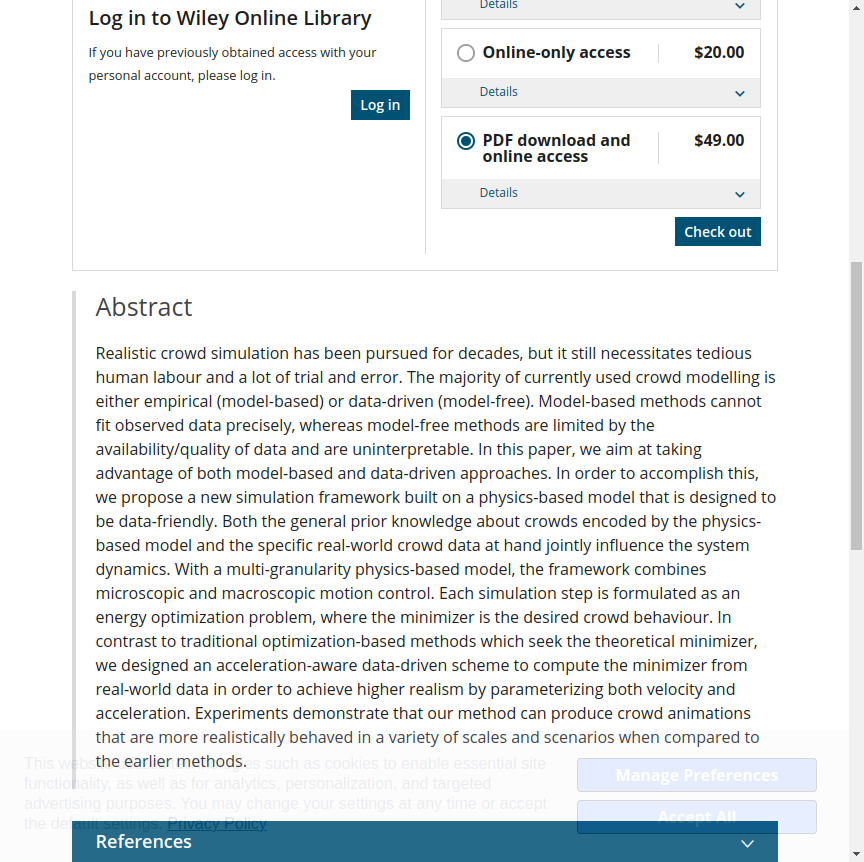 Log in to Wiley Online Library
If you have previously obtained access with your
personal account, please log in.
Log in
Details
Online-only access
$20.00
Details
PDF download and
online access
$49.00
Details
Check out
Abstract
Realistic crowd simulation has been pursued for decades, but it still necessitates tedious
human labour and a lot of trial and error. The majority of currently used crowd modelling is
either empirical (model-based) or data-driven (model-free). Model-based methods cannot
fit observed data precisely, whereas model-free methods are limited by the
availability/quality of data and are uninterpretable. In this paper, we aim at taking
advantage of both model-based and data-driven approaches. In order to accomplish this,
we propose a new simulation framework built on a physics-based model that is designed to
be data-friendly. Both the general prior knowledge about crowds encoded by the physics-
based model and the specific real-world crowd data at hand jointly influence the system
dynamics. With a multi-granularity physics-based model, the framework combines
microscopic and macroscopic motion control. Each simulation step is formulated as an
energy optimization problem, where the minimizer is the desired crowd behaviour. In
contrast to traditional optimization-based methods which seek the theoretical minimizer,
we designed an acceleration-aware data-driven scheme to compute the minimizer from
real-world data in order to achieve higher realism by parameterizing both velocity and
acceleration. Experiments demonstrate that our method can produce crowd animations
that are more realistically behaved in a variety of scales and scenarios when compared to
the earlier methods.
This website es such as cookies to enable essential site
functionality, as well as for analytics, personalization, and targeted
advertising purposes. You may change your settings at any time or accept
the default settings. Privacy Policy
Manage Preferences
Accept All
References